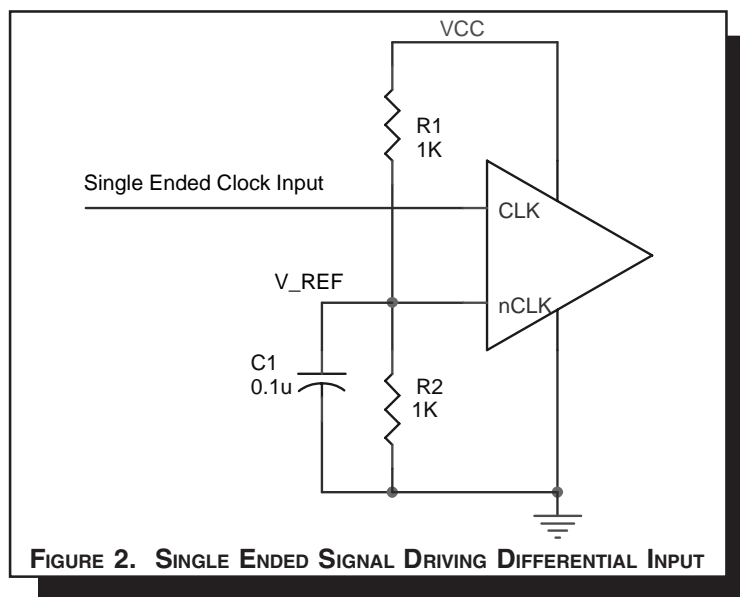 VCC
R1
1K
Single Ended Clock Input
CLK
V_REF
nCLK
C1
0.1u
R2
1K
FIGURE 2. SINGLE ENDED SIGNAL DRIVING DIFFERENTIAL INPUT